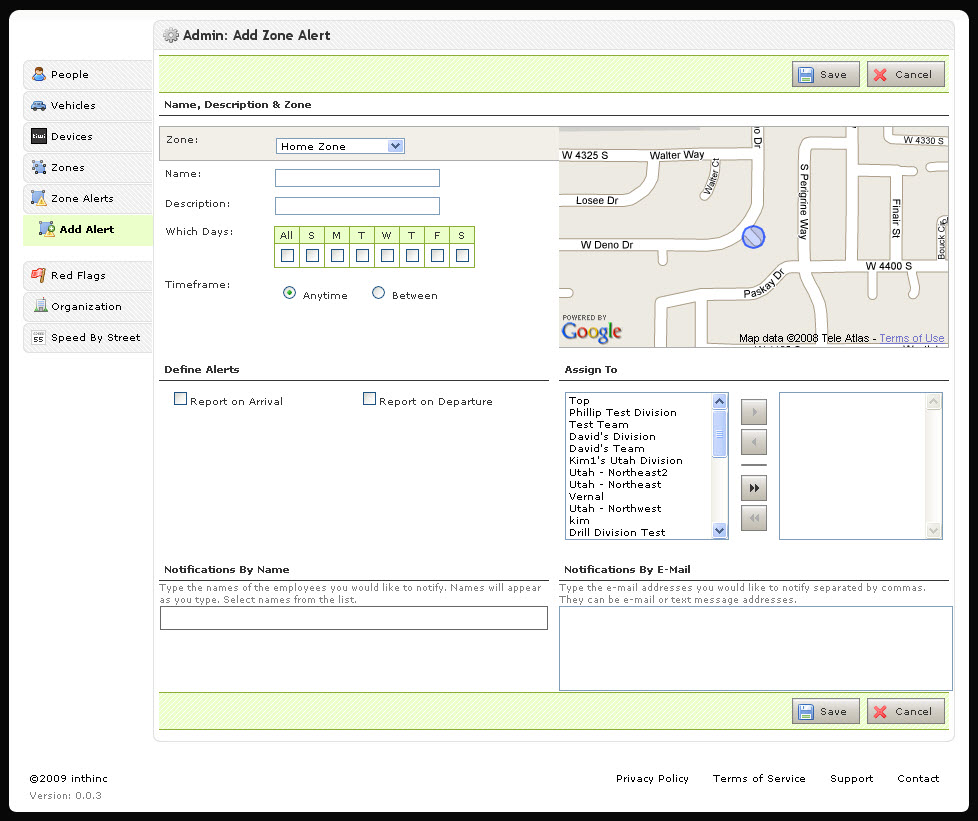 Admin: Add Zone Alert
People
Vehicles
tiwi Devices
Zones
Zone Alerts
Add Alert
Red Flags
Organization
55 Speed By Street
Save Cancel
Name, Description & Zone
Zone: Home Zone
Name:
Description:
Which Days:
All S M T W T F S
Timeframe:
Anytime Between
W 4325 S
Walter Way
Walter Ct
Losee Dr
W Deno Dr
S Perigrine Way
Finair St
W 4330 S
W 4400 S
Paskay Dr
POWERED BY
Google
Map data ©2008 Tele Atlas - Terms of Use
Define Alerts
Report on Arrival Report on Departure
Assign To
Top
Phillip Test Division
Test Team
David's Division
David's Team
Kim1's Utah Division
Utah - Northeast2
Utah - Northeast
Vernal
Utah - Northwest
kim
Drill Division Test
Notifications By Name
Type the names of the employees you would like to notify. Names will appear
as you type. Select names from the list.
Notifications By E-Mail
Type the e-mail addresses you would like to notify separated by commas.
They can be e-mail or text message addresses.
Save Cancel
©2009 inthinc
Version: 0.0.3
Privacy Policy Terms of Service Support Contact